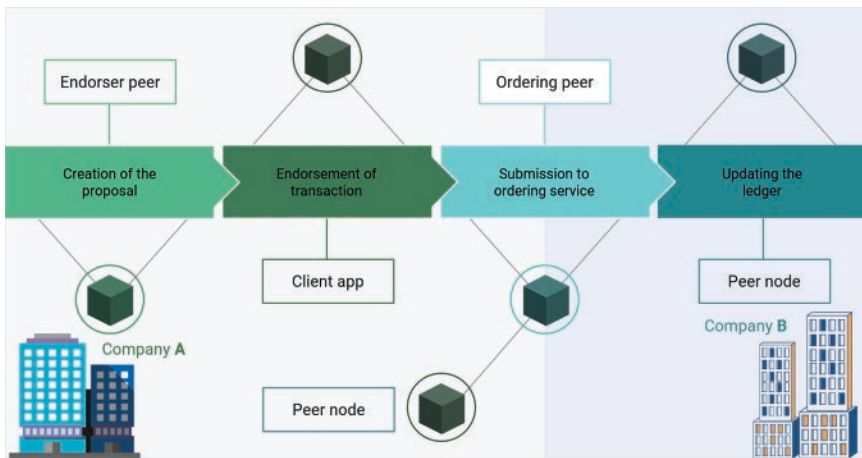 Endorser peer
Ordering peer
Creation of the
proposal
Endorsement of
transaction
Submission to
ordering service
Updating the
ledger
Client app
Peer node
Company A
Company B
Peer node